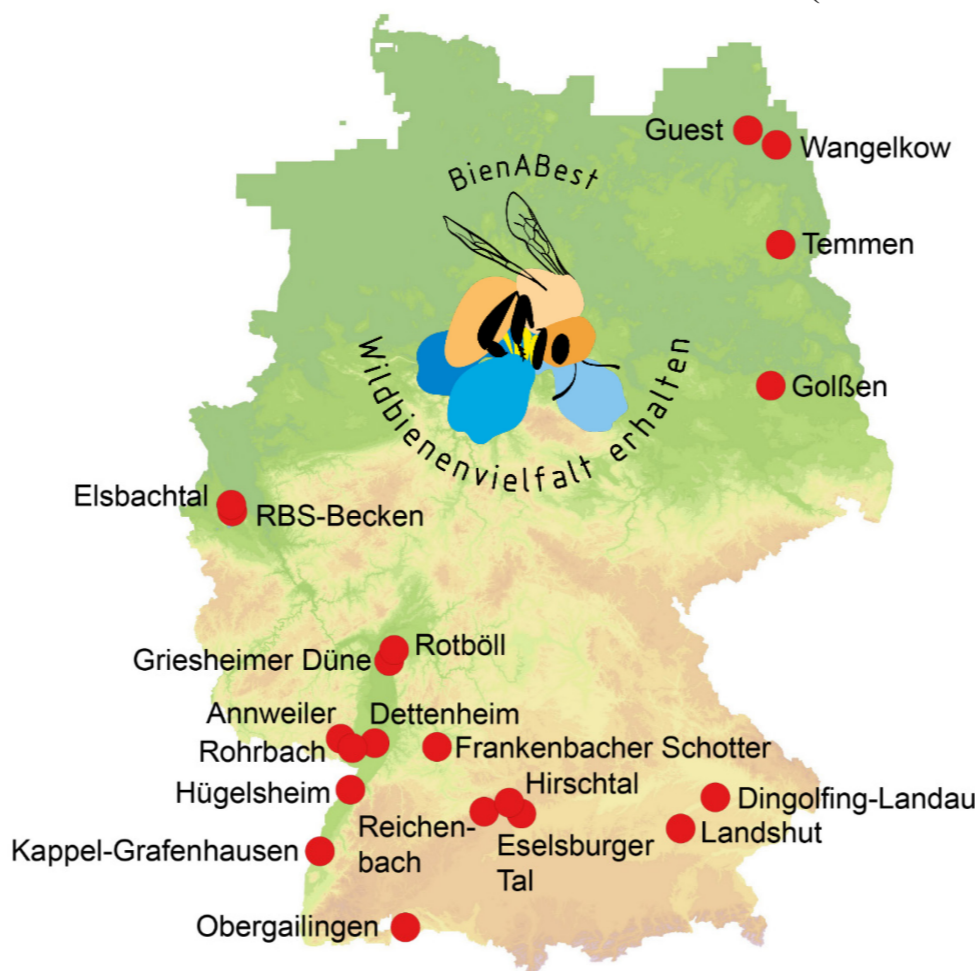 Guest
Wangelkow
BienABest
Temmen
Wildbienenvielfalt erhalten
Golßen
Elsbachtal
RBS-Becken
Rotböll
Griesheimer Düne
Annweiler
Dettenheim
Rohrbach
Frankenbacher Schotter
Hirschtal
Hügelsheim
Dingolfing-Landau
Reichen-
bach
Landshut
Eselsburger
Tal
Kappel-Grafenhausen
Obergailingen